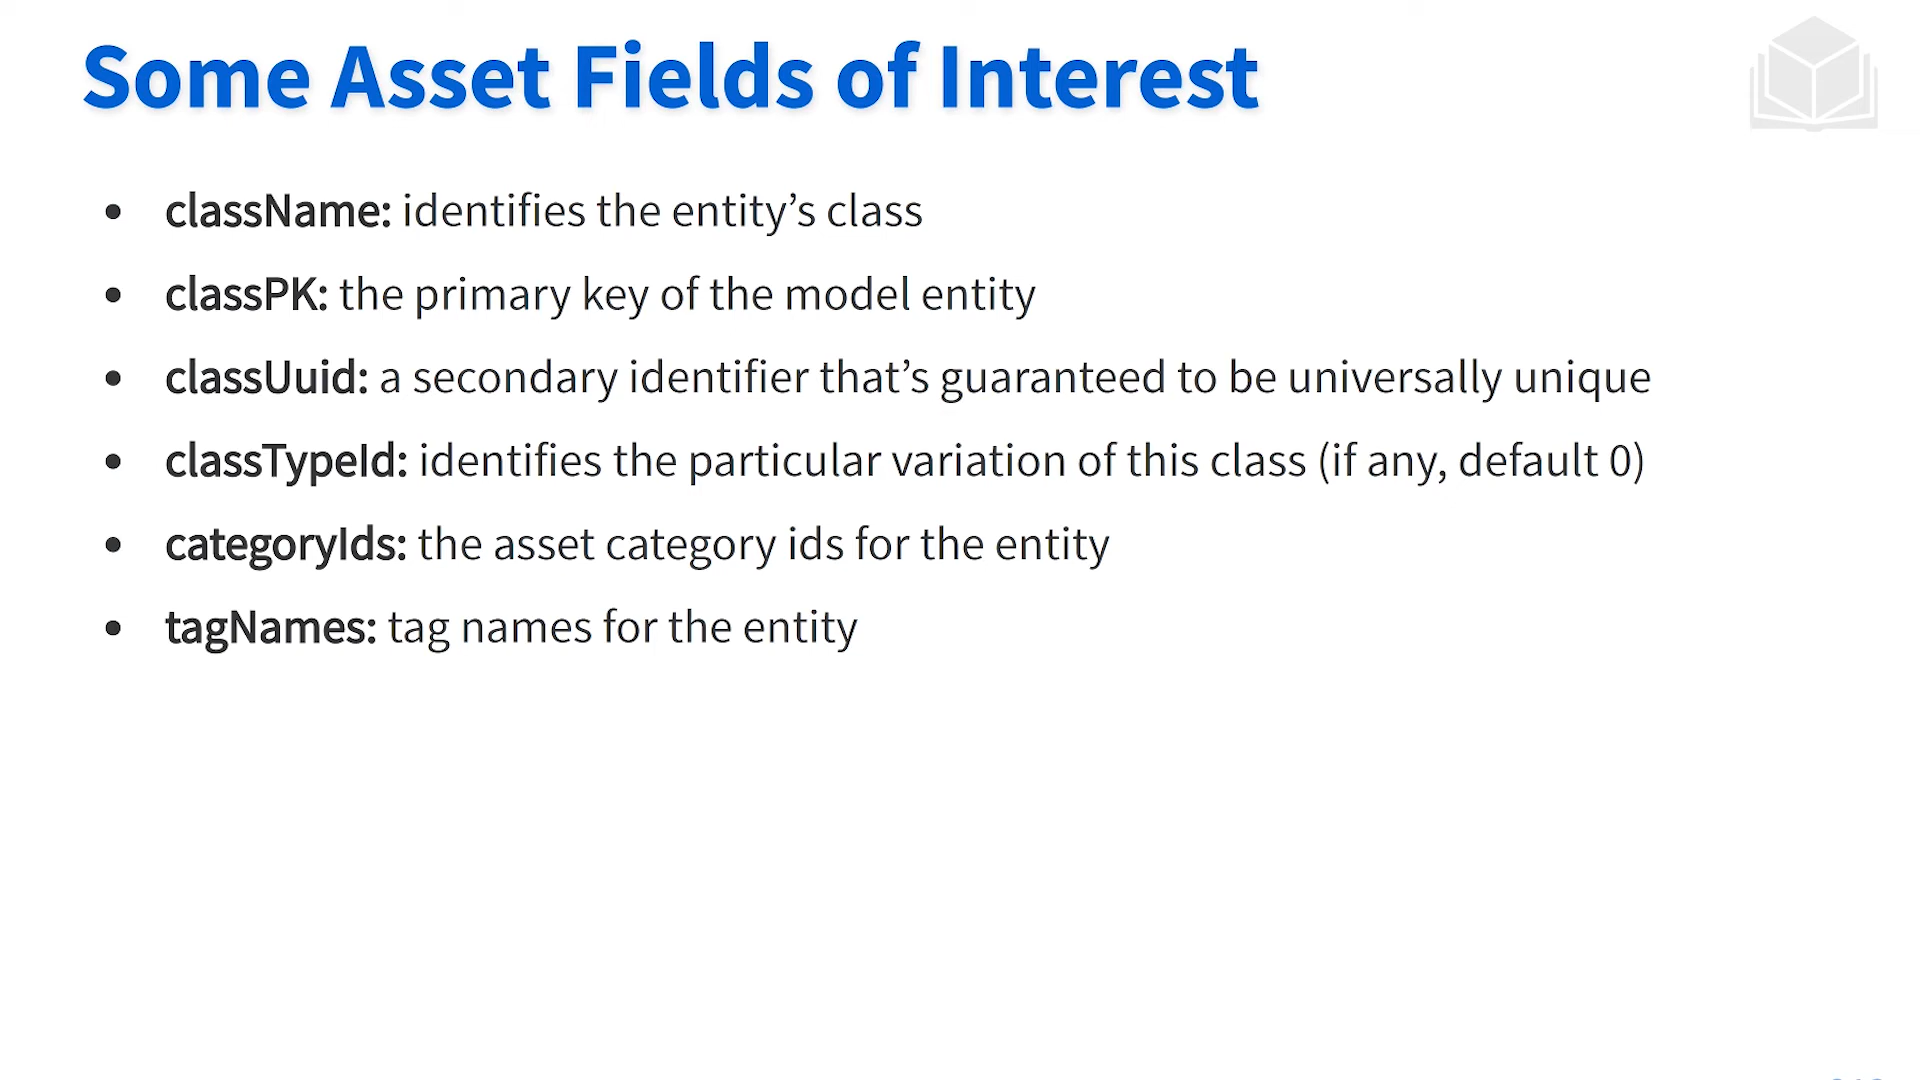 Some Asset Fields of Interest
• className: identifies the entity’s class
• classPK: the primary key of the model entity
• classUuid: a secondary identifier that’s guaranteed to be universally unique
• classTypeId: identifies the particular variation of this class (if any, default 0)
• categoryIds: the asset category ids for the entity
• tagNames: tag names for the entity